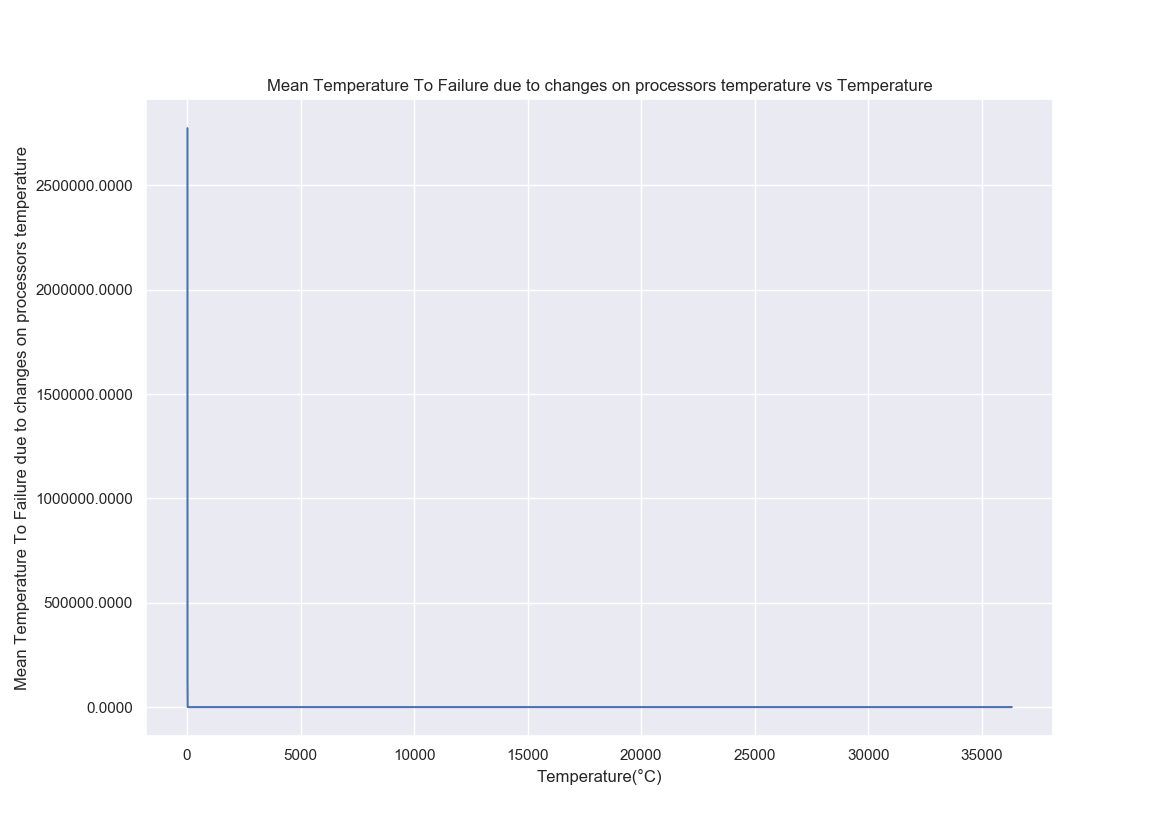 Mean Temperature To Failure due to changes on processors temperature vs Temperature
Mean Temperature To Failure due to changes on processors temperature
2500000.0000
2000000.0000
1500000.0000
1000000.0000
500000.0000
0.0000
0 5000 10000 15000 20000 25000 30000 35000
Temperature(°C)